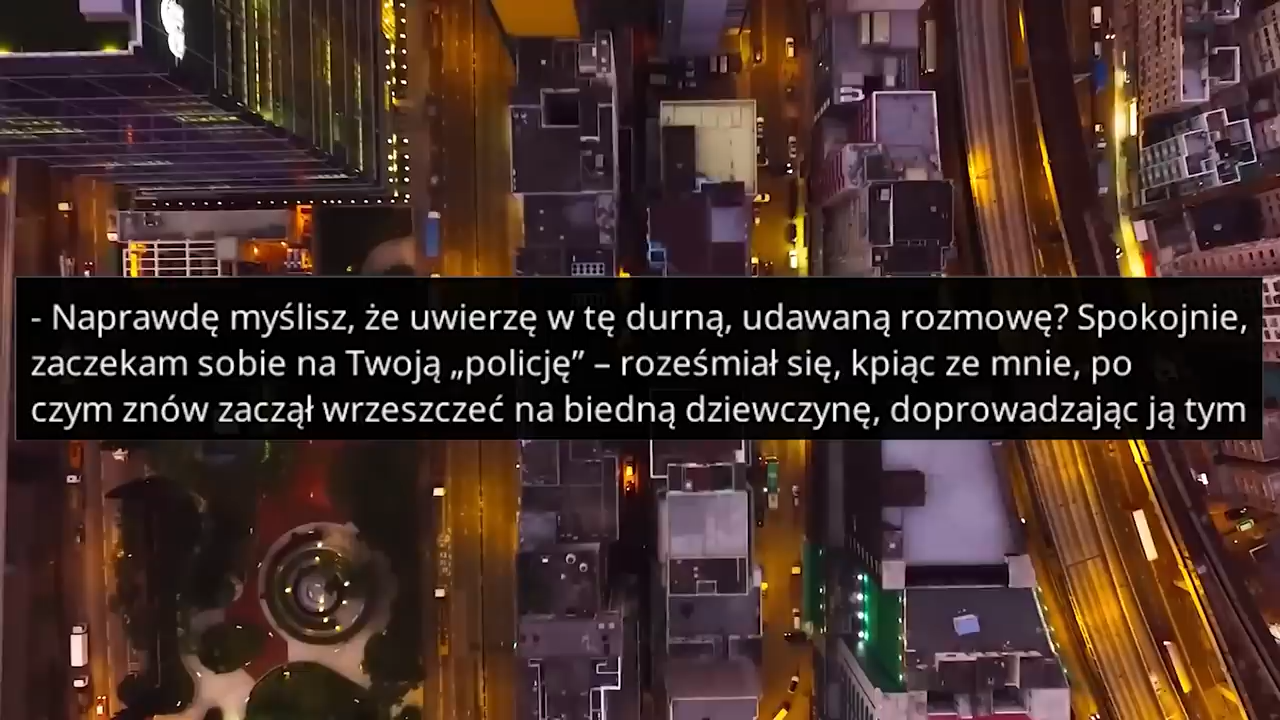 - Naprawdę myślisz, że uwierzę w tę durną, udawaną rozmowę? Spokojnie,
zaczekam sobie na Twoją „policję” – roześmiał się, kpiąc ze mnie, po
czym znów zaczął wrzeszczeć na biedną dziewczynę, doprowadzając ją tym